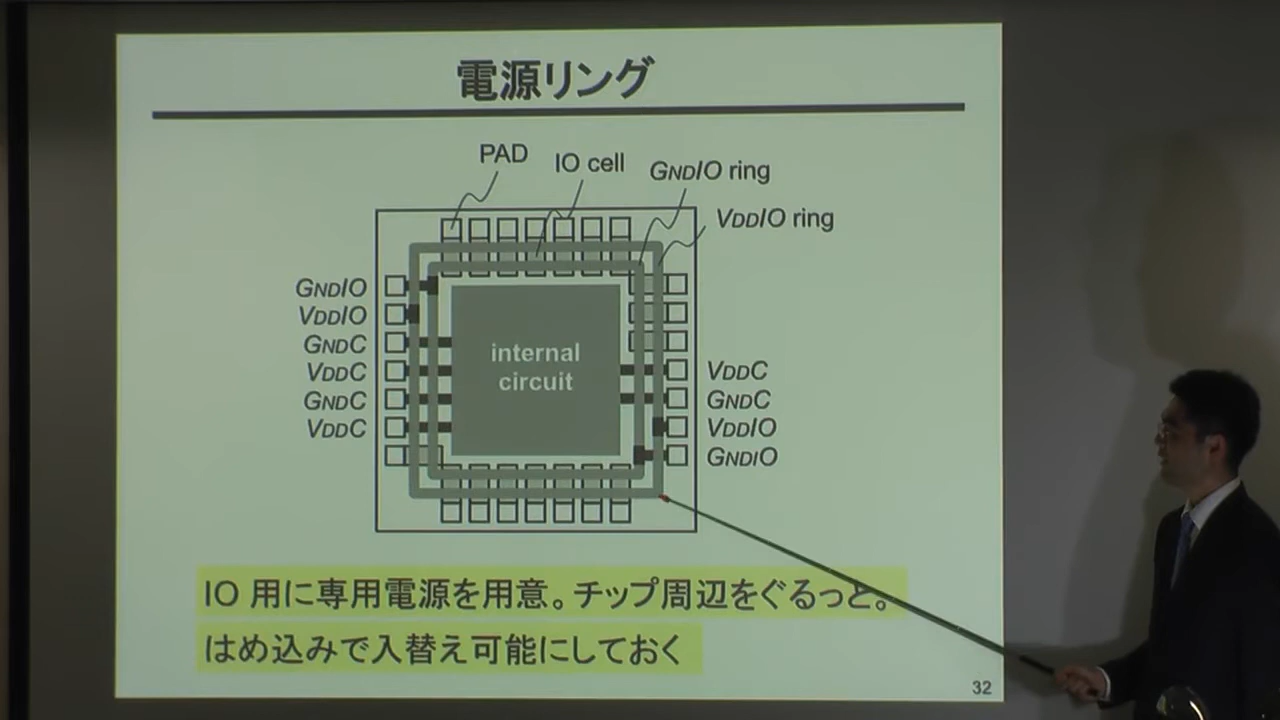 電源リング
PAD
IO cell
GNDIO ring
VDDIO ring
GNDIO
VDDIO
GNDC
VDDC
GNDC
VDDC
internal
circuit
VDDC
GNDC
VDDIO
GNDIO
IO 用に専用電源を用意。チップ周辺をぐるっと。
はめ込みで入替え可能にしておく
32